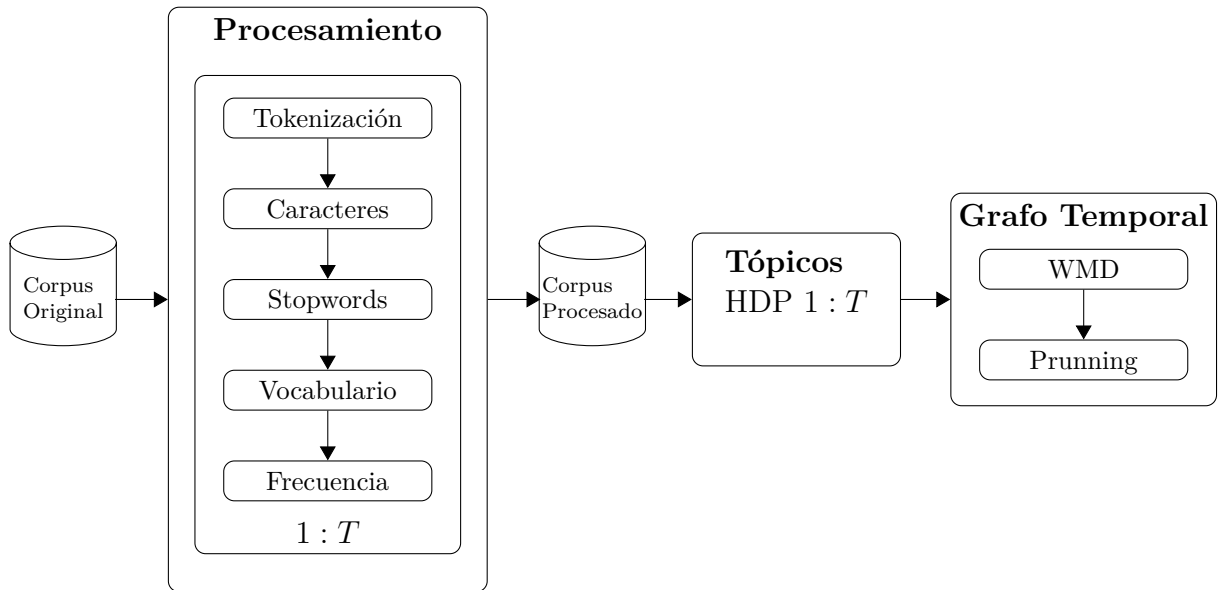 Corpus
Original
Procesamiento
Tokenización
Caracteres
Stopwords
Vocabulario
Frecuencia
1 : T
Corpus
Procesado
Tópicos
HDP 1 : T
Grafo Temporal
WMD
Prunning